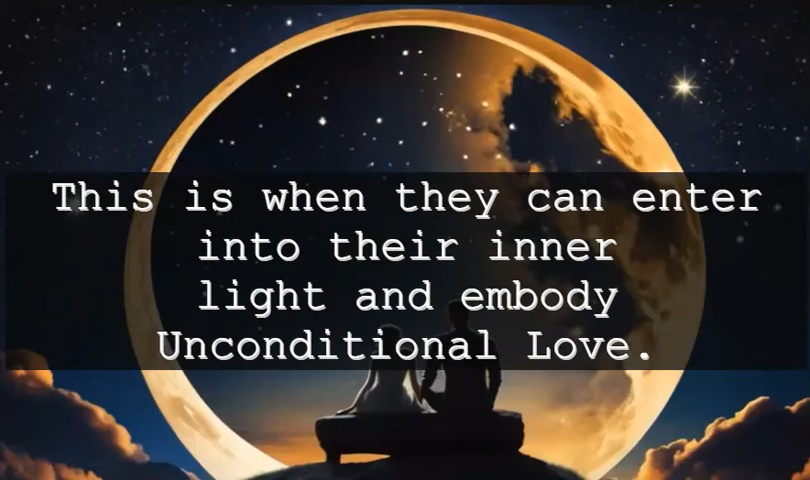 This is when they can enter
into their inner
light and embody
Unconditional Love.